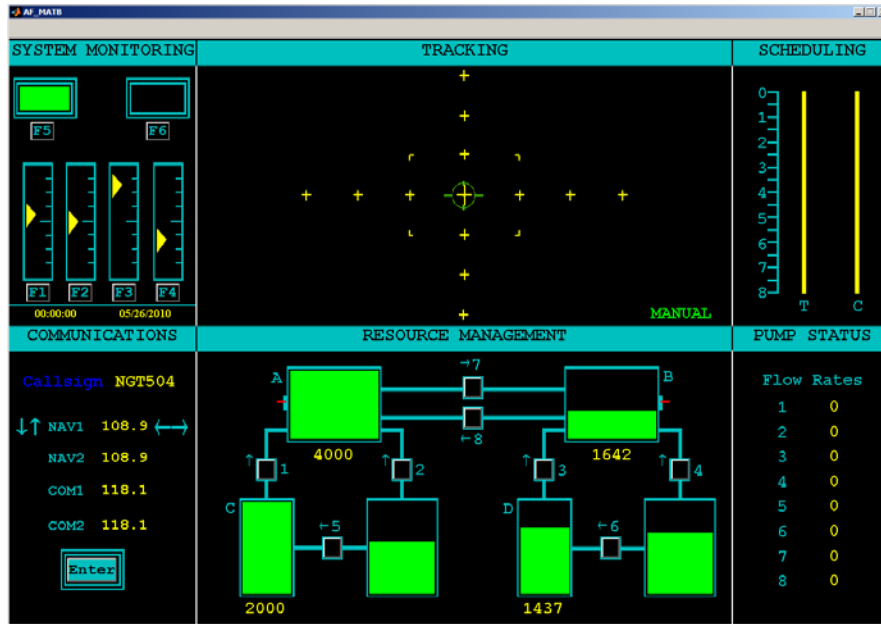 AF_MATB
SYSTEM MONITORING
F5
F6
F1
F2
F3
F4
00:00:00
05/26/2010
TRACKING
MANUAL
SCHEDULING
0
1
2
3
4
5
6
7
8
T
C
COMMUNICATIONS
Callsign NGT504
↓↑ NAV1 108.9 ←→
NAV2 108.9
COM1 118.1
COM2 118.1
Enter
RESOURCE MANAGEMENT
A
→7
B
←8
4000
1642
↑ 1
↑ 2
↑ 3
↑ 4
C
←5
D
←6
2000
1437
PUMP STATUS
Flow Rates
1 0
2 0
3 0
4 0
5 0
6 0
7 0
8 0